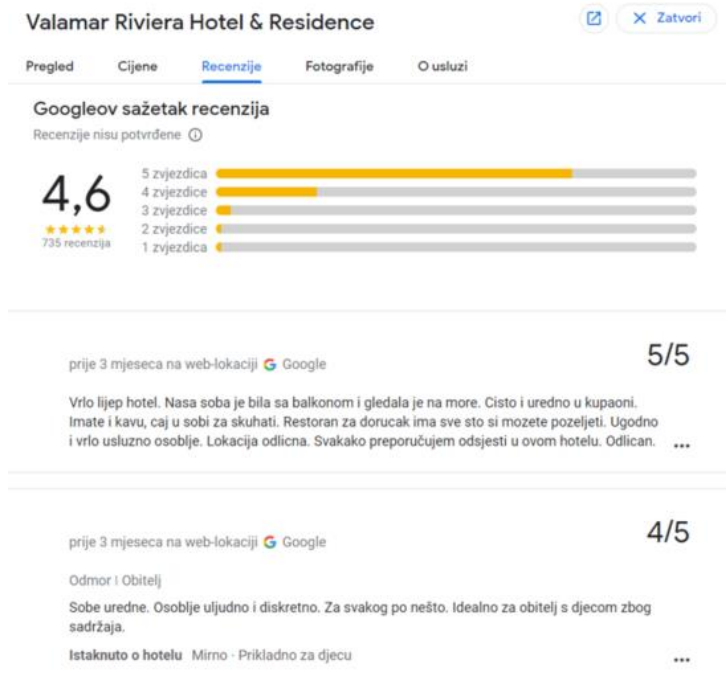 Valamar Riviera Hotel & Residence
Zatvori
Pregled Cijene Recenzije Fotografije O usluzi
Googleov sažetak recenzija
Recenzije nisu potvrđene
4,6
735 recenzija
5 zvjezdica
4 zvjezdice
3 zvjezdice
2 zvjezdice
1 zvjezdica
5/5
prije 3 mjeseca na web-lokaciji G Google
Vrlo lijep hotel. Nasa soba je bila sa balkonom i gledala je na more. Cisto i uredno u kupaoni.
Imate i kavu, caj u sobi za skuhati. Restoran za dorucak ima sve sto si mozete pozeljeti. Ugodno
i vrlo usluzno osoblje. Lokacija odlicna. Svakako preporučujem odsjesti u ovom hotelu. Odlican.
4/5
prije 3 mjeseca na web-lokaciji G Google
Odmor | Obitelj
Sobe uredne. Osoblje uljudno i diskretno. Za svakog po nešto. Idealno za obitelj s djecom zbog
sadržaja.
Istaknuto o hotelu Mirno · Prikladno za djecu